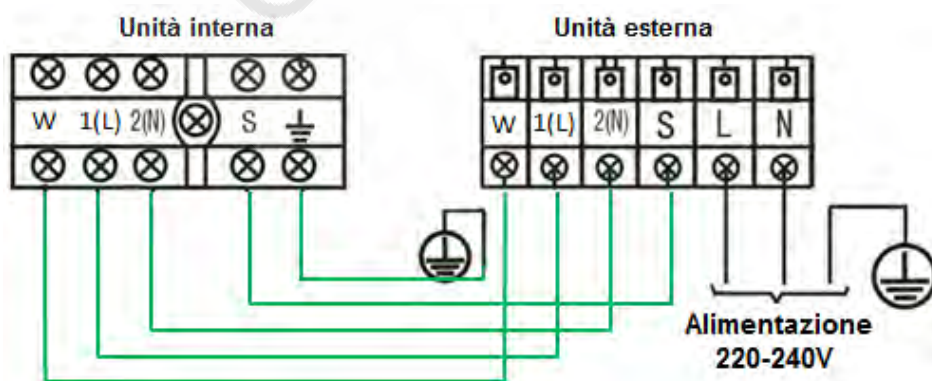 Unità interna
Unità esterna
W 1(L) 2(N) S
W 1(L) 2(N) S L N
Alimentazione
220-240V